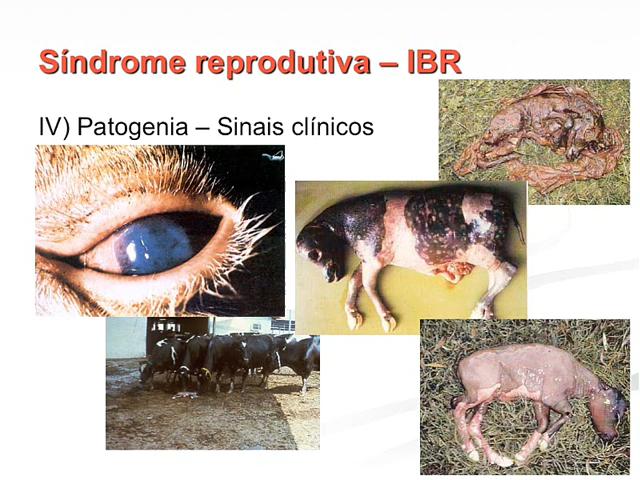 Síndrome reprodutiva – IBR
IV) Patogenia – Sinais clínicos